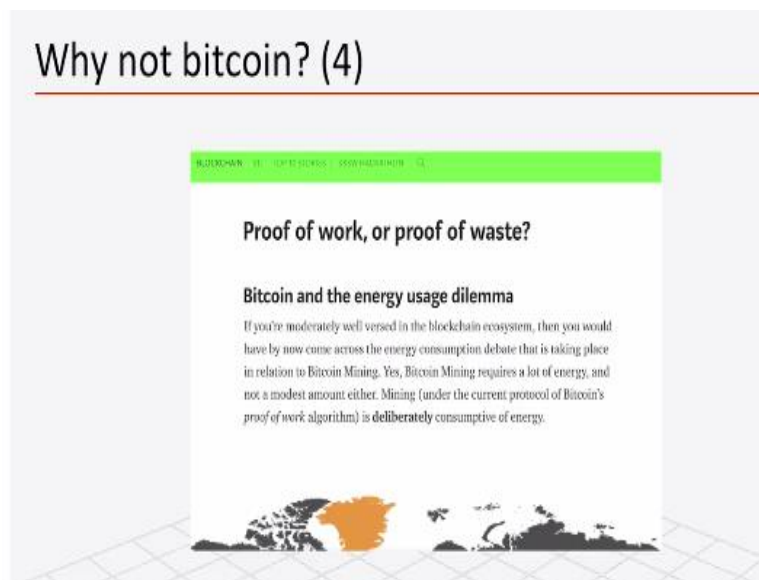 Why not bitcoin? (4)
BLOCKCHAIN
Proof of work, or proof of waste?
Bitcoin and the energy usage dilemma
If you're moderately well versed in the blockchain ecosystem, then you would
have by now come across the energy consumption debate that is taking place
in relation to Bitcoin Mining. Yes, Bitcoin Mining requires a lot of energy, and
not a modest amount either. Mining (under the current protocol of Bitcoin's
proof of work algorithm) is deliberately consumptive of energy.